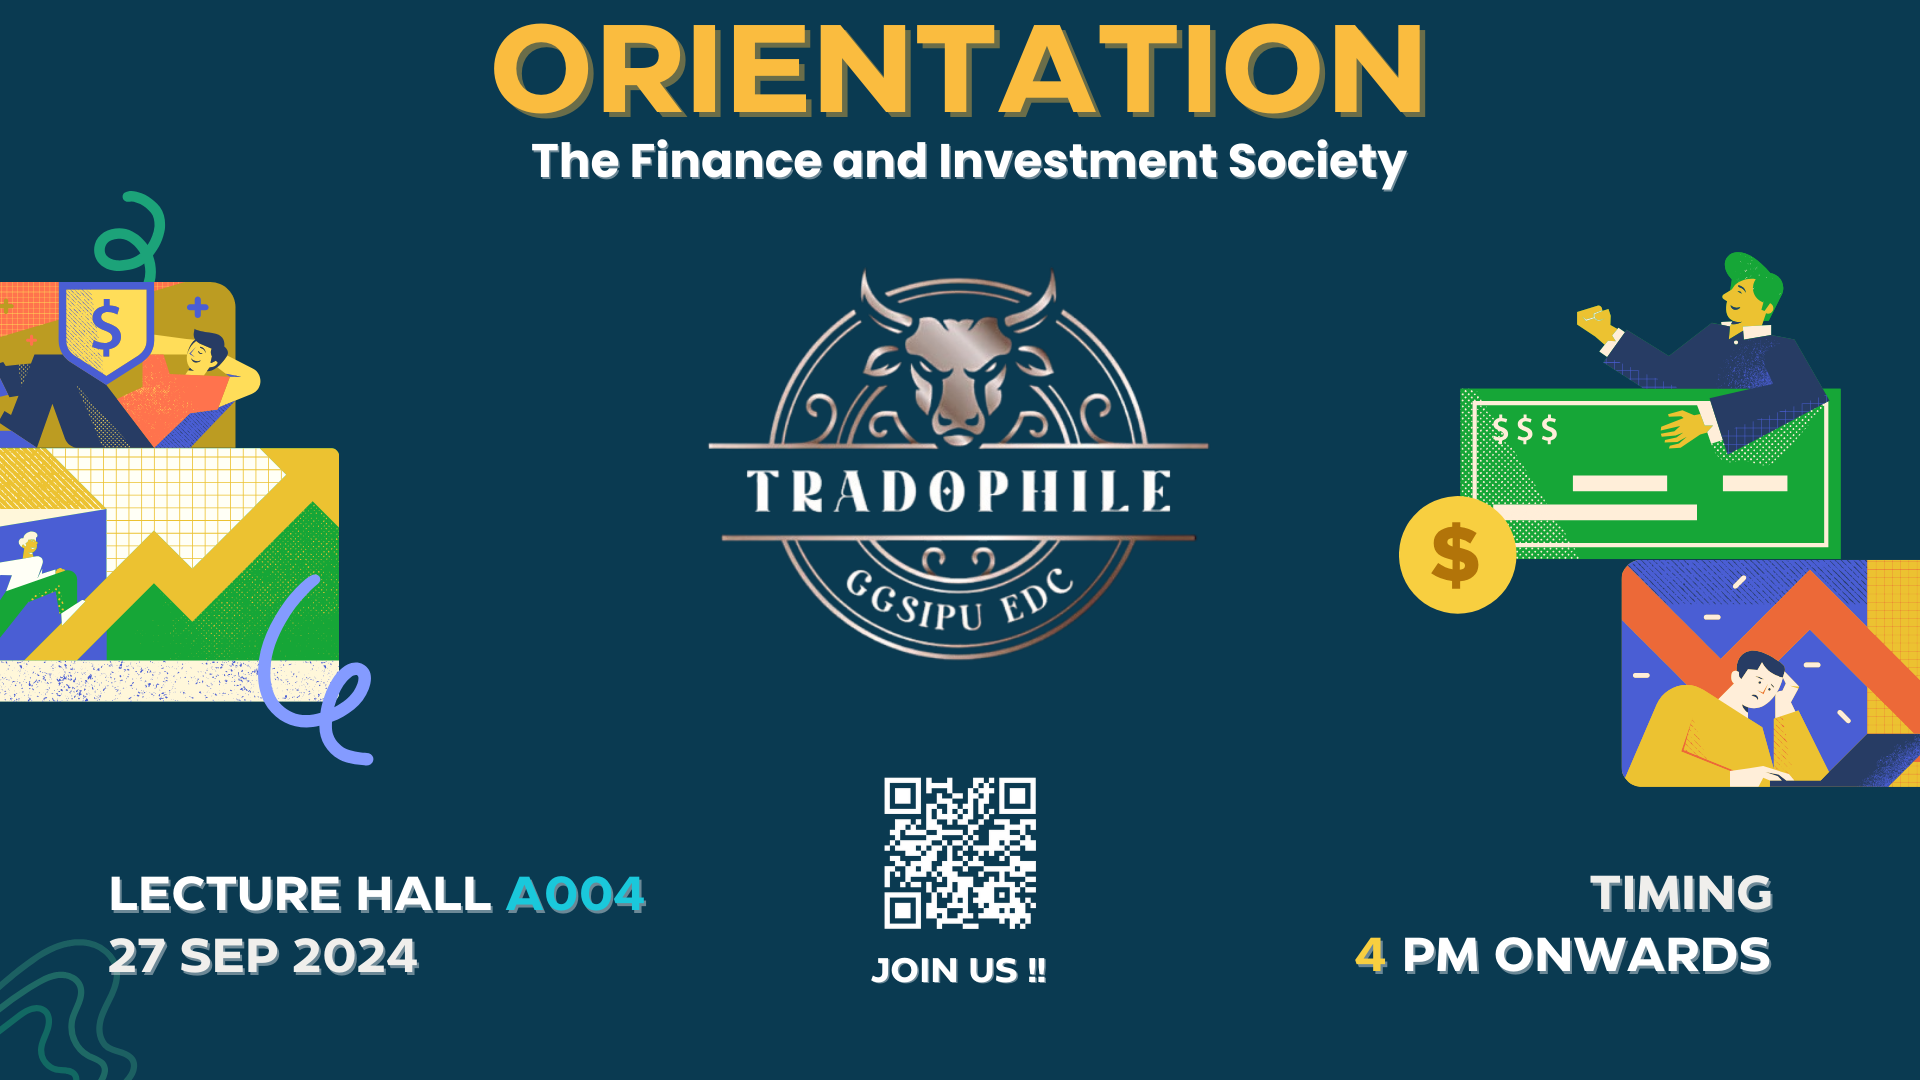 ORIENTATION
The Finance and Investment Society
$
$ $ $
$
TRADOPHILE
GGSIPU EDC
LECTURE HALL A004
27 SEP 2024
JOIN US !!
TIMING
4 PM ONWARDS